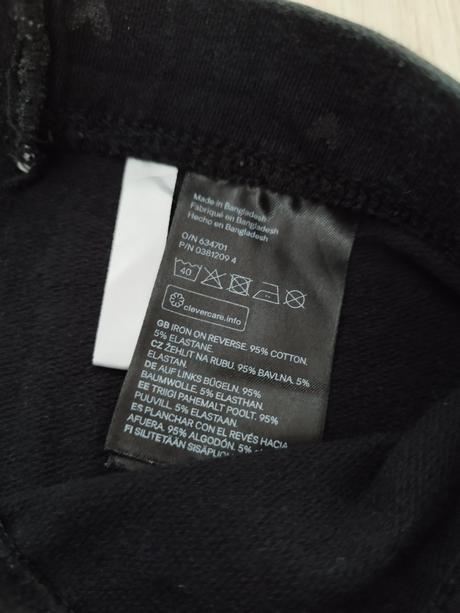 Made in Bangladesh
Fabriqué en Bangladesh
Hecho en Bangladesh
O/N 634701
P/N 0381209 4
40
clevercare.info
GB IRON ON REVERSE. 95% COTTON.
5% ELASTANE.
CZ ŽEHLIT NA RUBU. 95% BAVLNA. 5%
ELASTAN.
DE AUF LINKS BÜGELN. 95%
BAUMWOLLE. 5% ELASTHAN.
EE TRIIGI PAHEMALT POOLT. 95%
PUUVILL. 5% ELASTAAN.
ES PLANCHAR CON EL REVÉS HACIA
AFUERA. 95% ALGODÓN. 5%
FI SILITETÄÄN